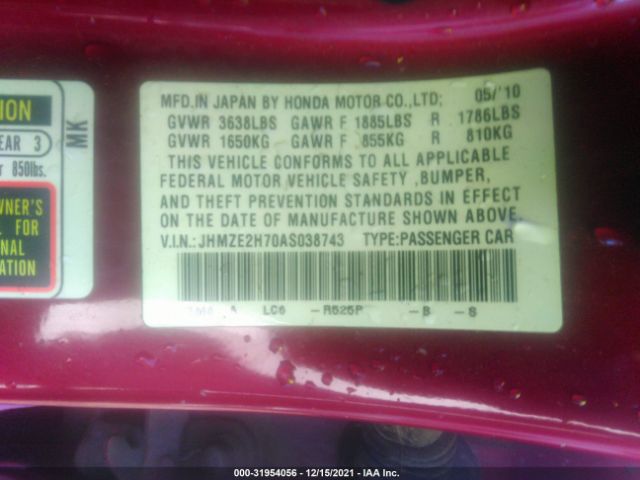 MFD.IN JAPAN BY HONDA MOTOR CO.,LTD; 05/'10
GVWR 3638LBS GAWR F 1885LBS R 1786LBS
GVWR 1650KG GAWR F 855KG R 810KG
THIS VEHICLE CONFORMS TO ALL APPLICABLE
FEDERAL MOTOR VEHICLE SAFETY ,BUMPER,
AND THEFT PREVENTION STANDARDS IN EFFECT
ON THE DATE OF MANUFACTURE SHOWN ABOVE.
V.I.N.: JHMZE2H70AS038743 TYPE:PASSENGER CAR
A LC6 -R525P -B -S
ION
EAR 3
r 850lbs.
WNER'S
L FOR
NAL
ATION
MK
000-31954056 - 12/15/2021 - IAA Inc.